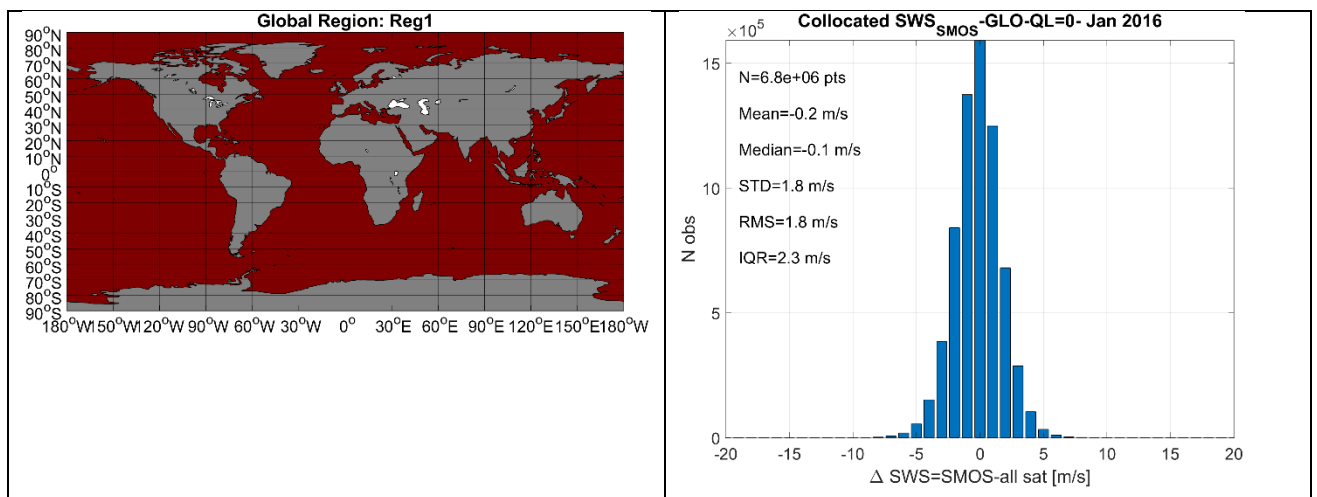 Global Region: Reg1
90°N
80°N
70°N
60°N
50°N
40°N
30°N
20°N
10°N
0°
10°S
20°S
30°S
40°S
50°S
60°S
70°S
80°S
90°S
180°W150°W120°W90°W 60°W 30°W 0° 30°E 60°E 90°E 120°E150°E180°W
Collocated SWS_SMOS-GLO-QL=0- Jan 2016
×10^5
15
10
5
0
N obs
N=6.8e+06 pts
Mean=-0.2 m/s
Median=-0.1 m/s
STD=1.8 m/s
RMS=1.8 m/s
IQR=2.3 m/s
-20 -15 -10 -5 0 5 10 15 20
Δ SWS=SMOS-all sat [m/s]